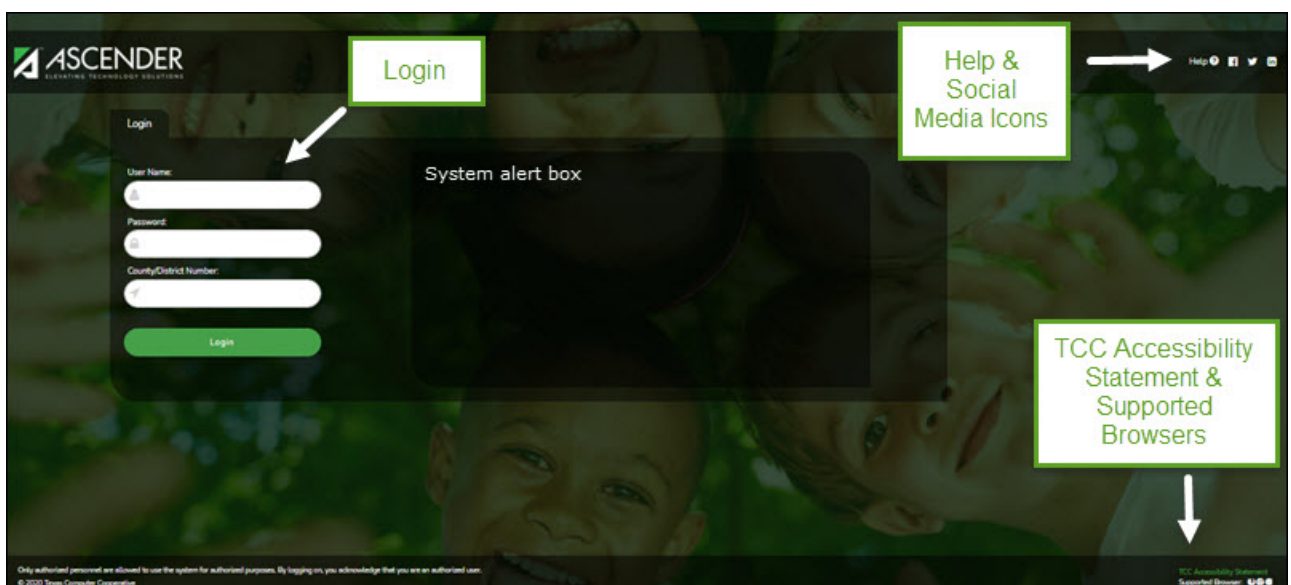 ASCENDER
ELEVATING TECHNOLOGY SOLUTIONS
Login
Help &
Social
Media Icons
Help
Login
User Name:
System alert box
Password:
County/District Number:
Login
TCC Accessibility
Statement &
Supported
Browsers
Only authorized personnel are allowed to use the system for authorized purposes. By logging on, you acknowledge that you are an authorized user.
© 2020 Texas Computer Cooperative
TCC Accessibility Statement
Supported Browser: